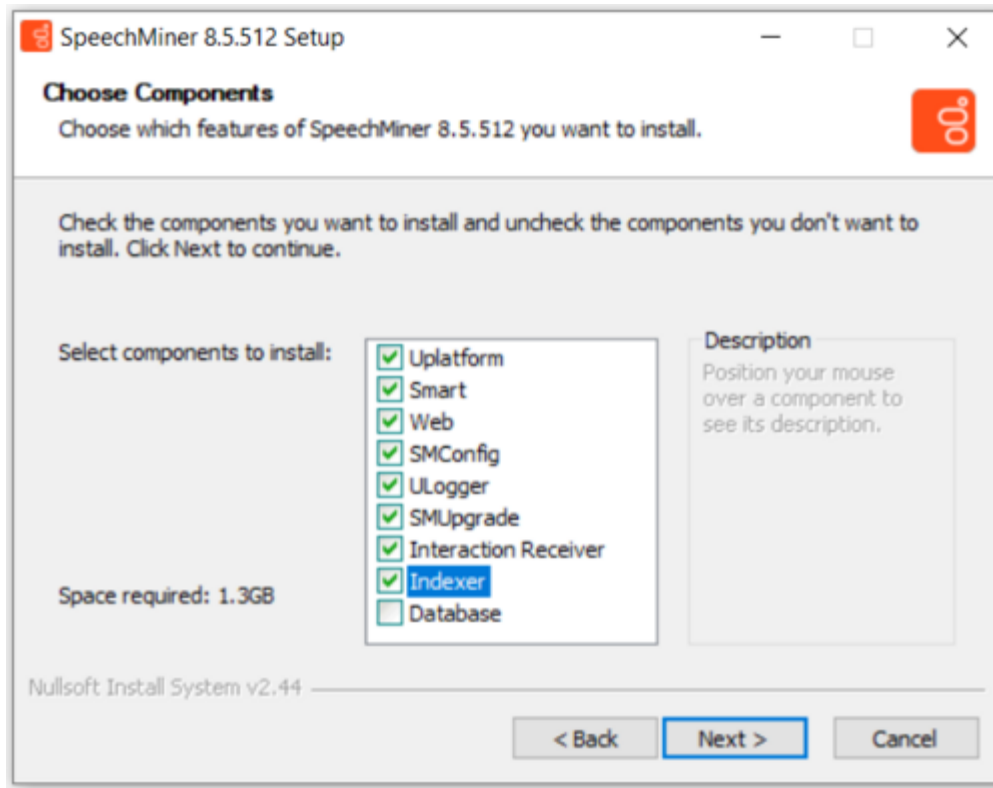 SpeechMiner 8.5.512 Setup
Choose Components
Choose which features of SpeechMiner 8.5.512 you want to install.
Check the components you want to install and uncheck the components you don't want to
install. Click Next to continue.
Select components to install:
Uplatform
Smart
Web
SMConfig
ULogger
SMUpgrade
Interaction Receiver
Indexer
Database
Description
Position your mouse
over a component to
see its description.
Space required: 1.3GB
Nullsoft Install System v2.44
< Back
Next >
Cancel